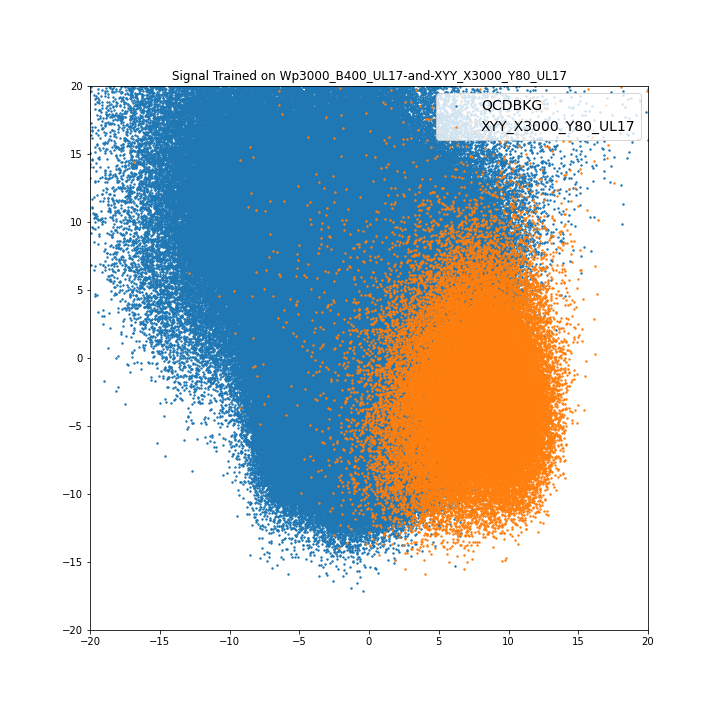 Signal Trained on Wp3000_B400_UL17-and-XYY_X3000_Y80_UL17
QCDBKG
XYY_X3000_Y80_UL17
20
15
10
5
0
−5
−10
−15
−20
−20 −15 −10 −5 0 5 10 15 20